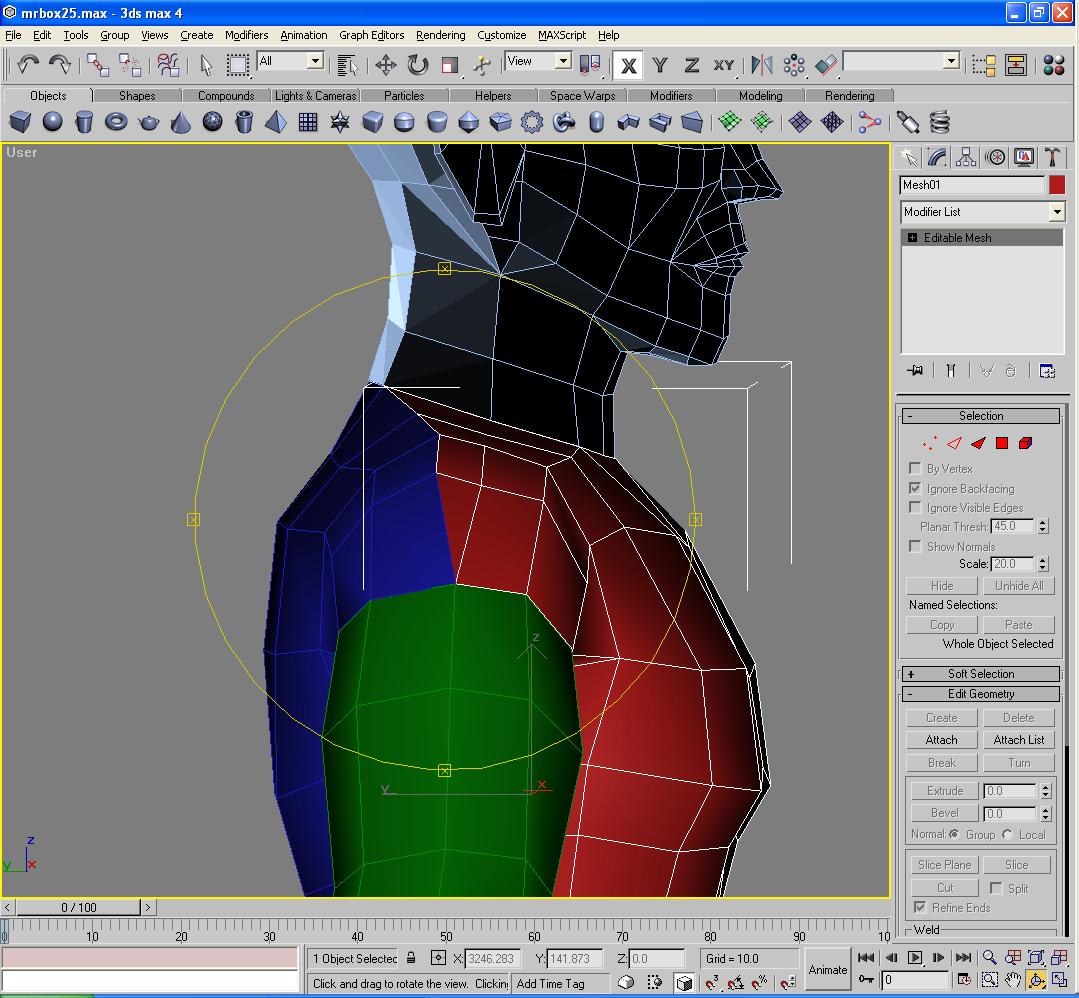 mrbox25.max - 3ds max 4
File Edit Tools Group Views Create Modifiers Animation Graph Editors Rendering Customize MAXScript Help
All View X Y Z XY
Objects Shapes Compounds Lights & Cameras Particles Helpers Space Warps Modifiers Modeling Rendering
User
Mesh01
Modifier List
Editable Mesh
- Selection
By Vertex
Ignore Backfacing
Ignore Visible Edges
Planar Thresh: 45.0
Show Normals
Scale: 20.0
Hide Unhide All
Named Selections:
Copy Paste
Whole Object Selected
+ Soft Selection
- Edit Geometry
Create Delete
Attach Attach List
Break Turn
Extrude 0.0
Bevel 0.0
Normal: Group Local
Slice Plane Slice
Cut Split
Refine Ends
Weld
z
y x
z
y x
< 0 / 100 >
0 10 20 30 40 50 60 70 80 90 10
1 Object Selected X: 3246.283 Y: 141.873 Z: 0.0 Grid = 10.0
Animate
Click and drag to rotate the view. Clicking Add Time Tag
0